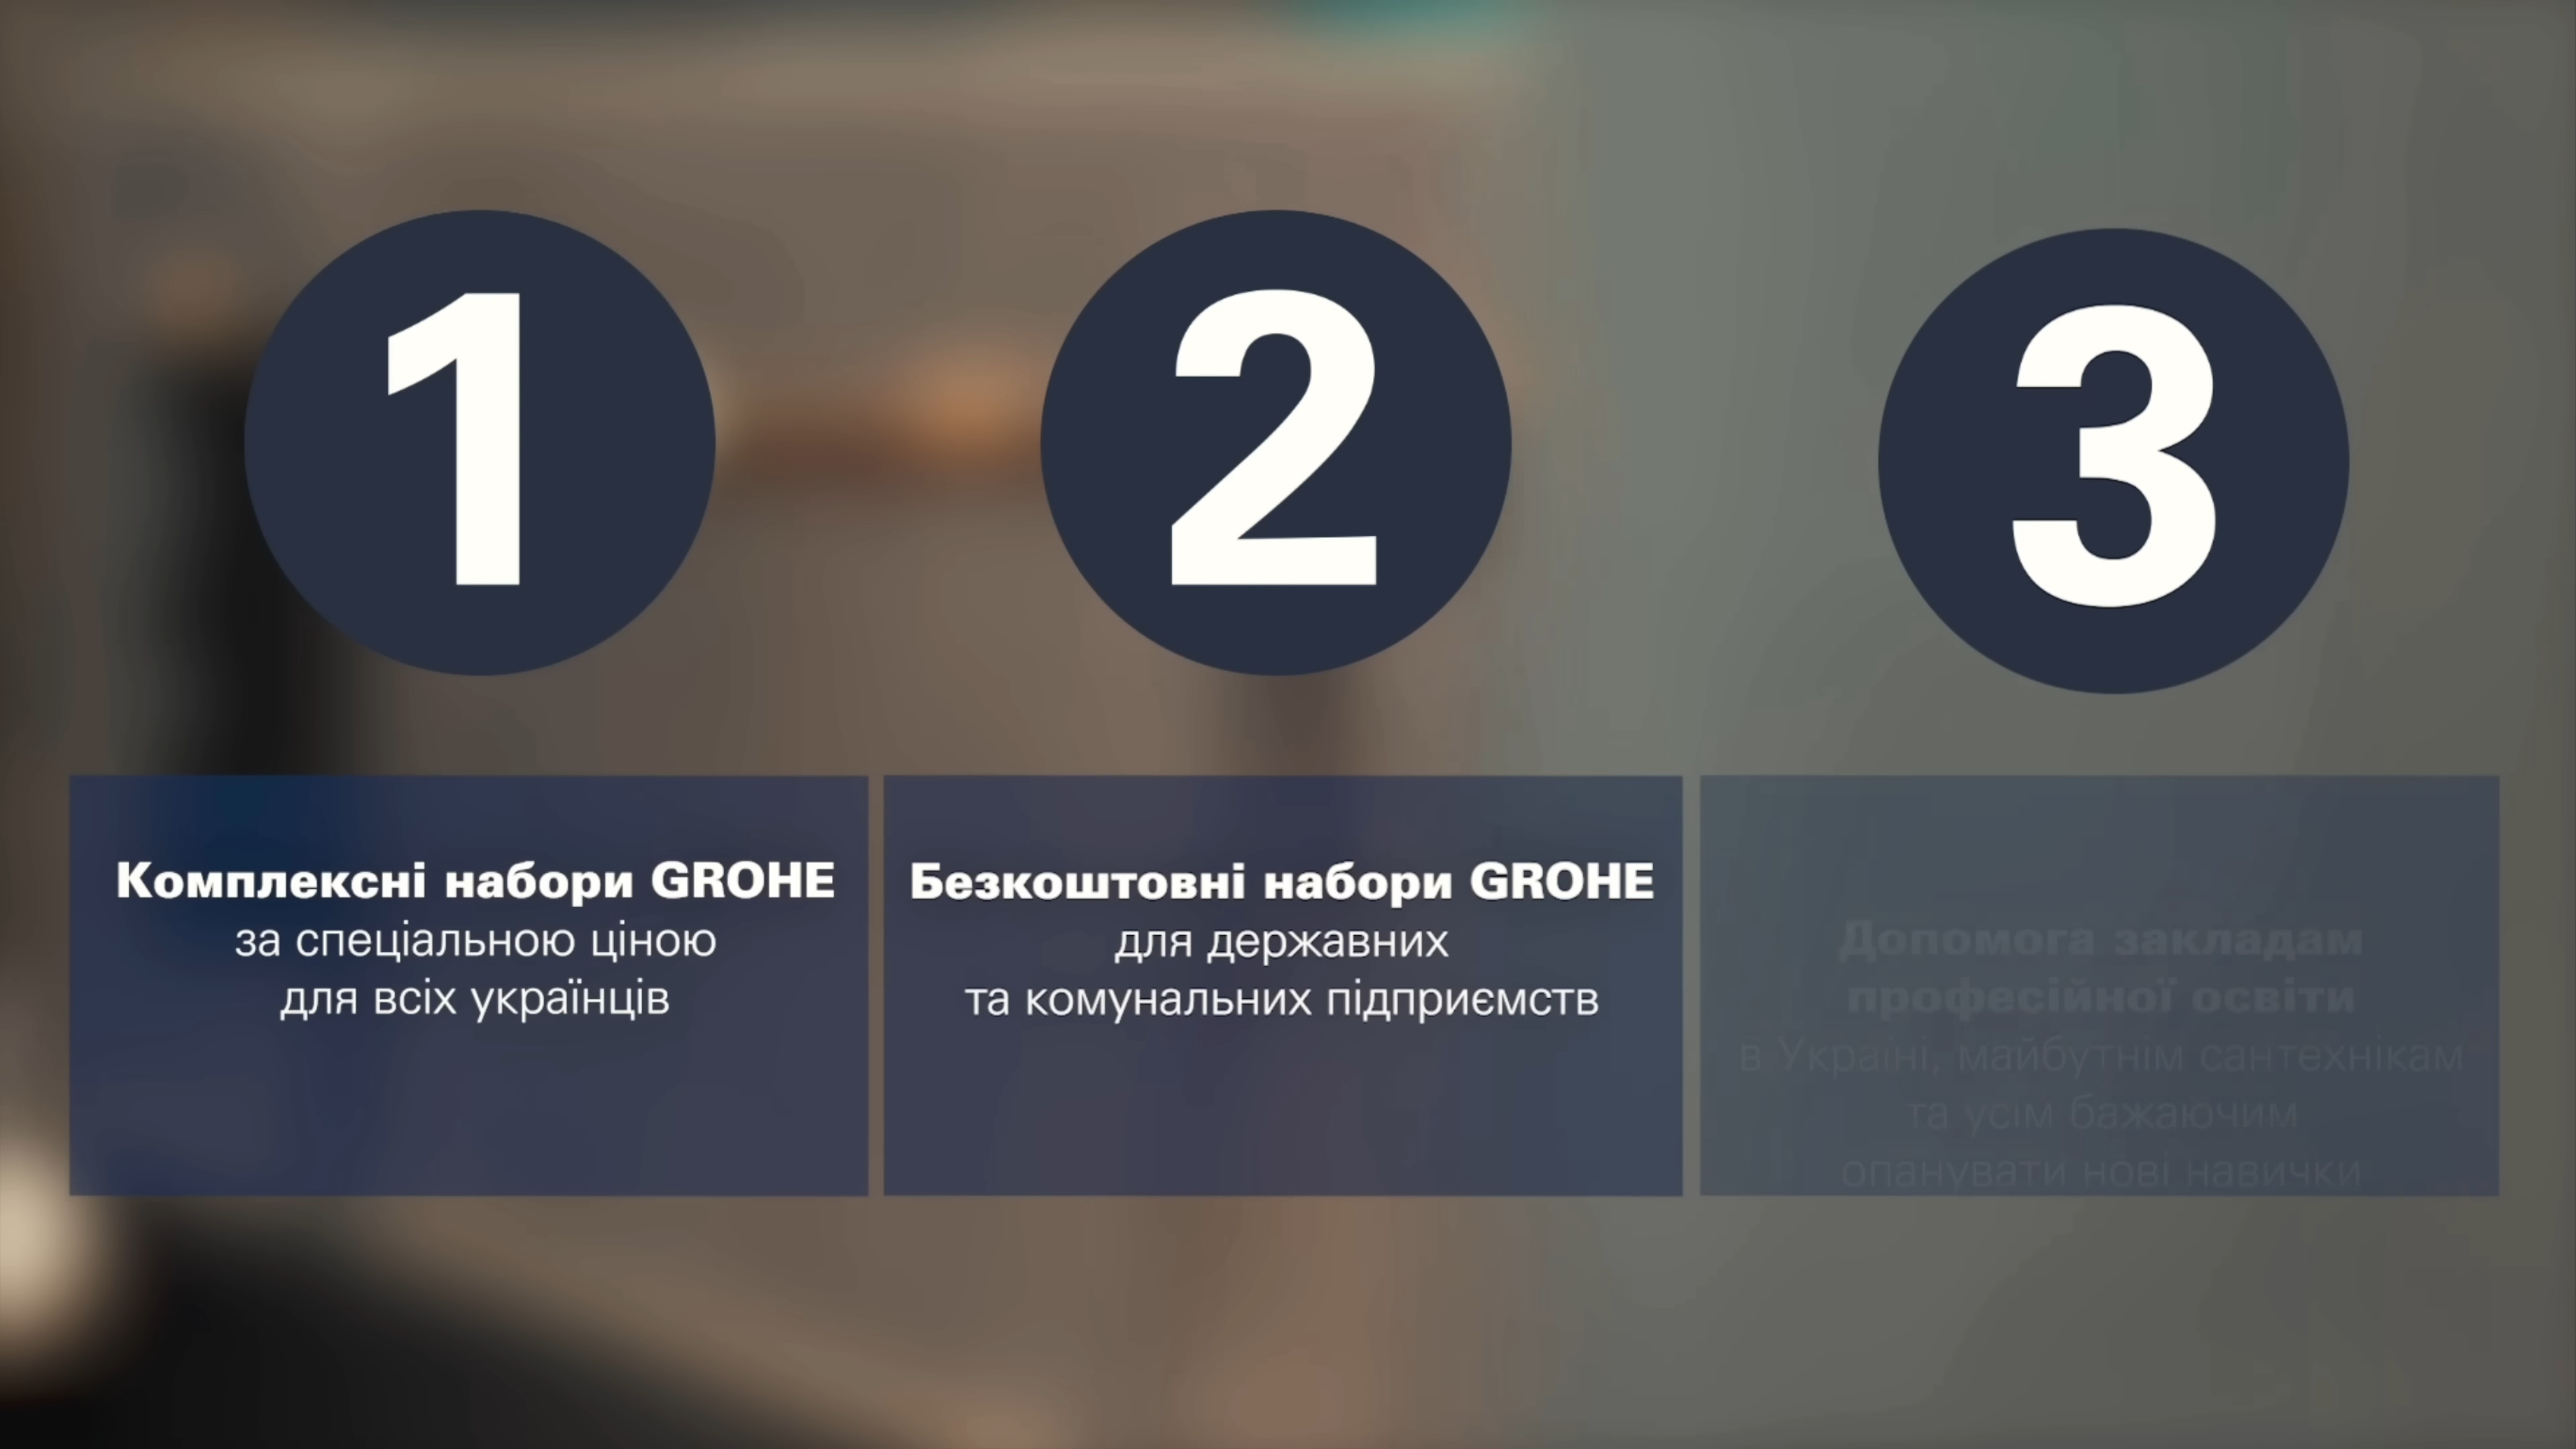 1
2
3
Комплексні набори GROHE
за спеціальною ціною
для всіх українців
Безкоштовні набори GROHE
для державних
та комунальних підприємств
Допомога закладам
професійної освіти
в Україні, майбутнім сантехнікам
та усім бажаючим
опанувати нові навички